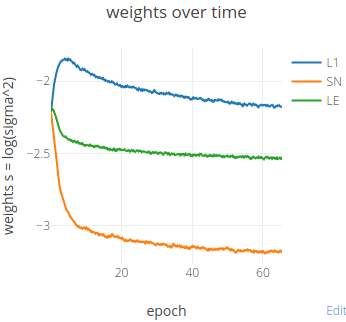 weights over time
L1
SN
LE
weights s = log(sigma^2)
−2
−2.5
−3
20
40
60
epoch
Edit